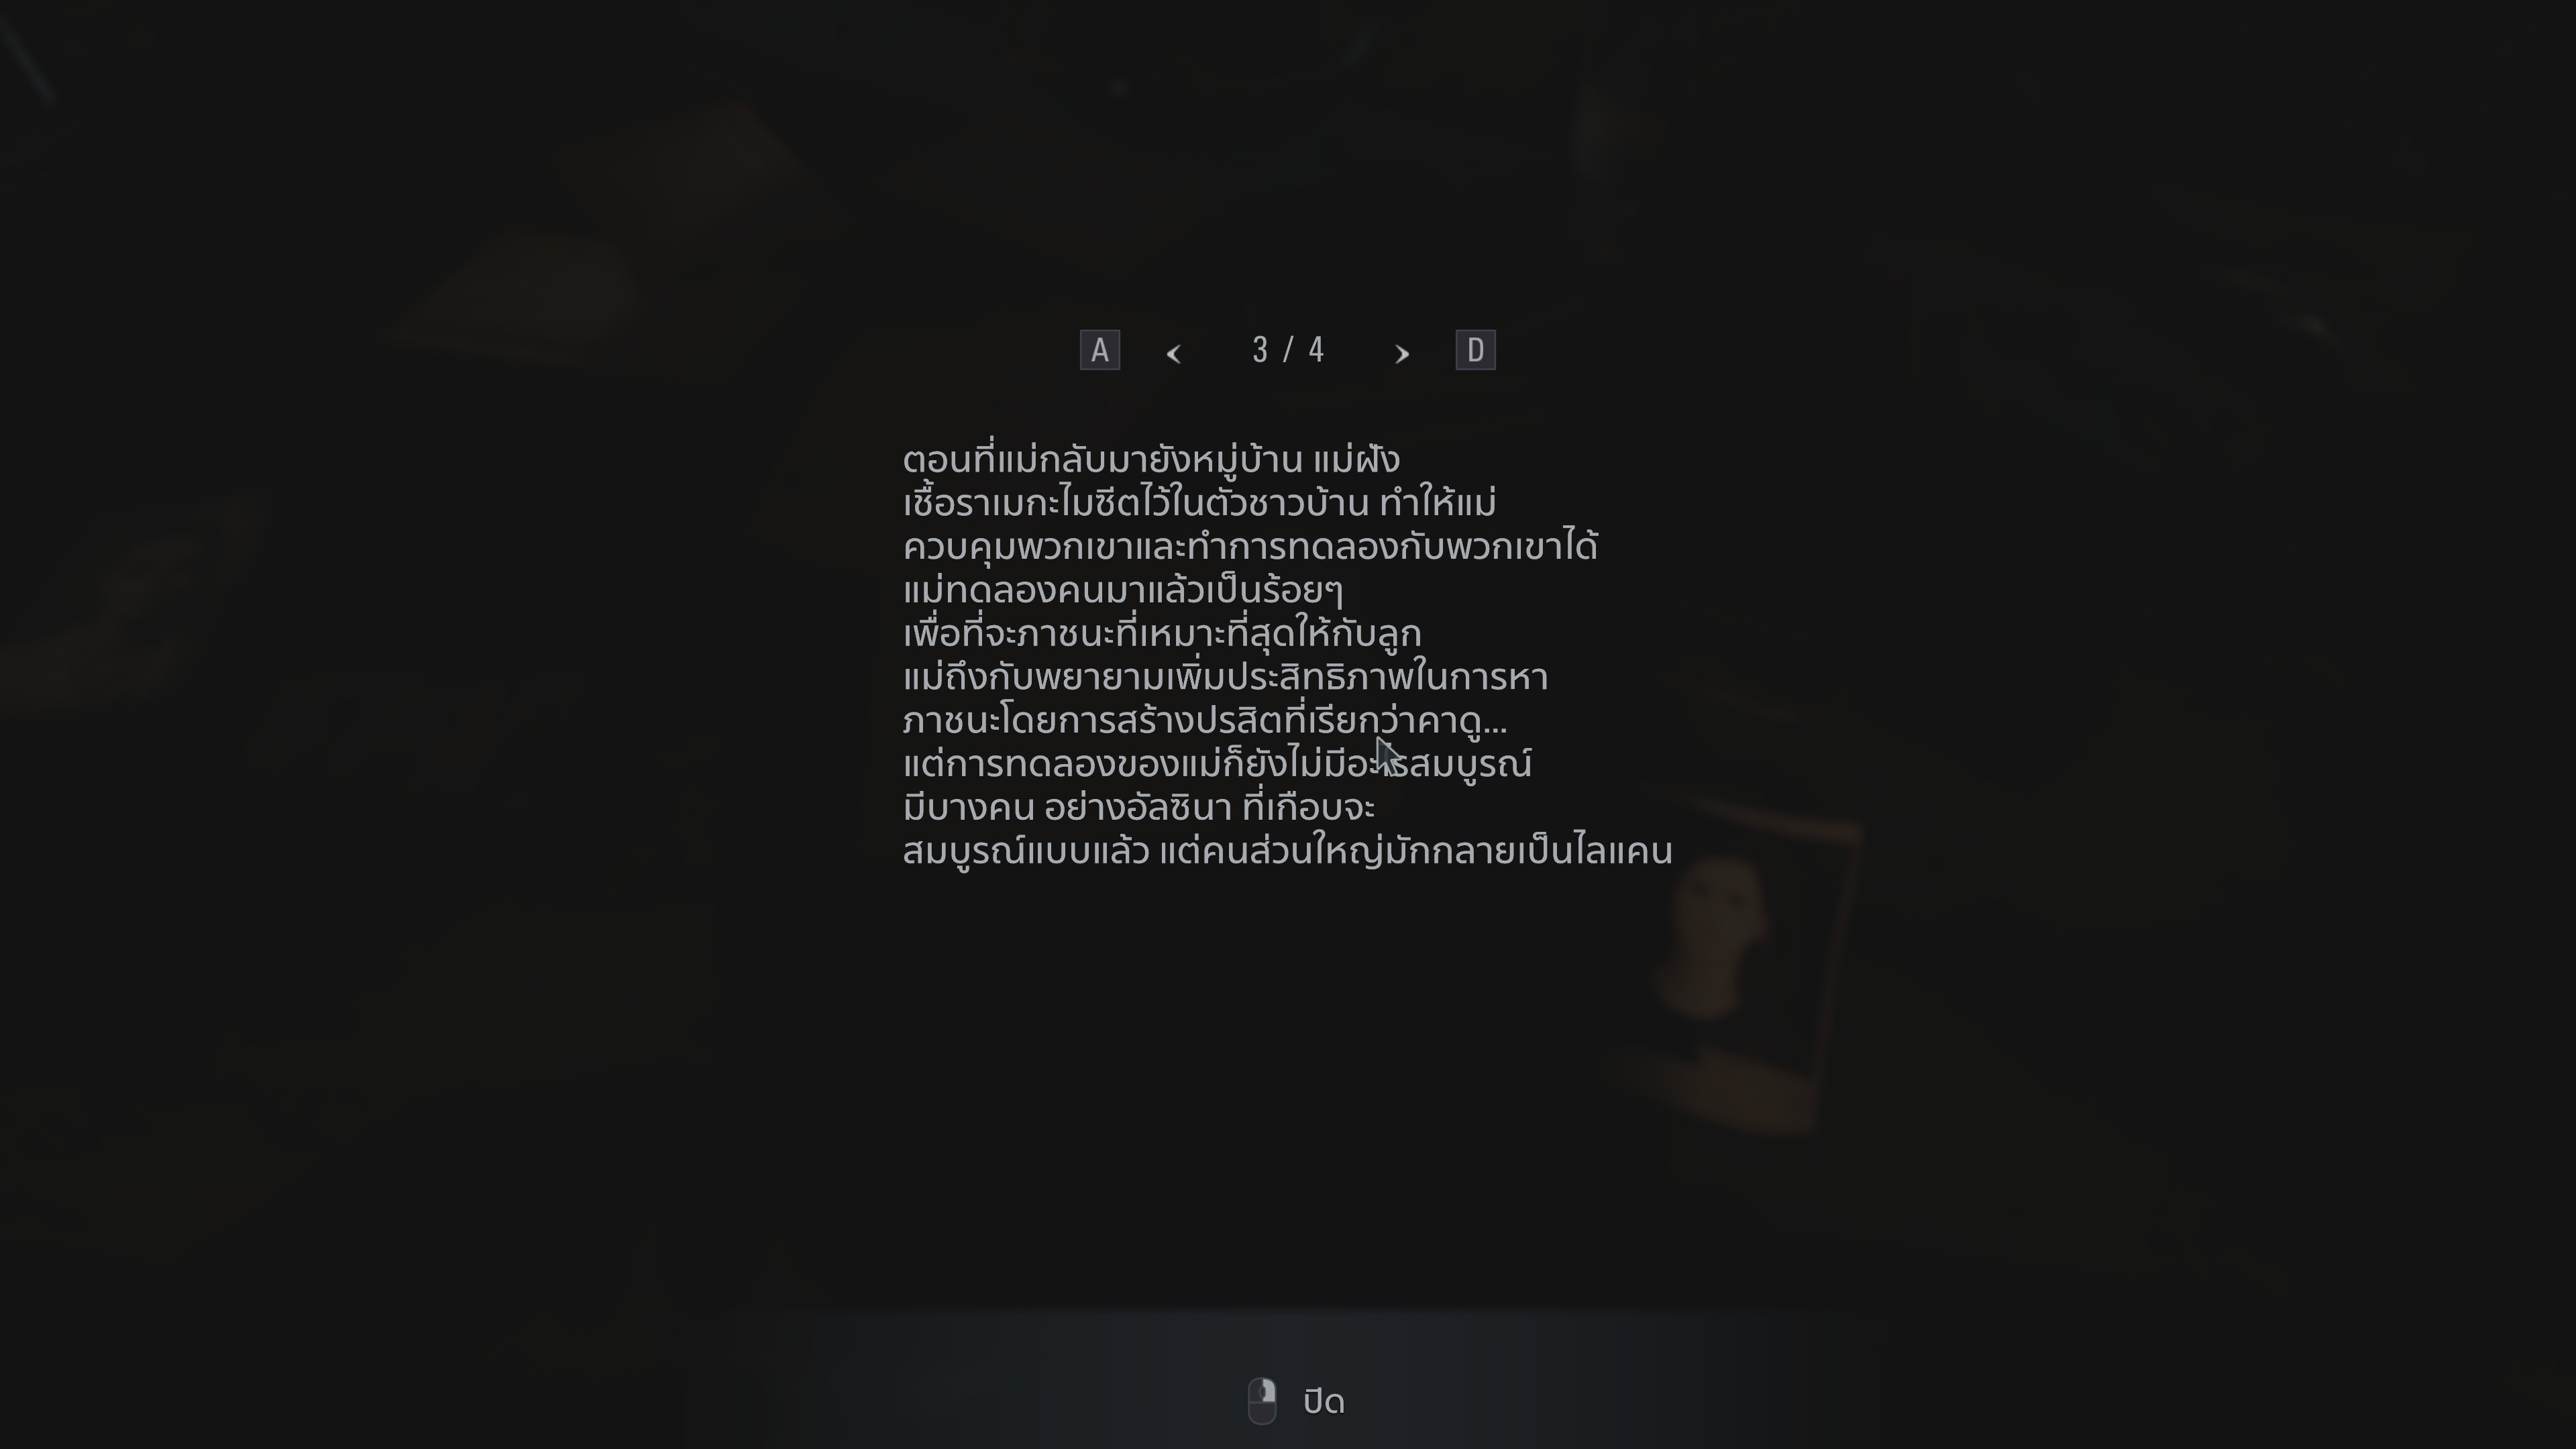 A < 3 / 4 > D
ตอนที่แม่กลับมายังหมู่บ้าน แม่ฝัง
เชื้อราเมกะไมซีตไว้ในตัวชาวบ้าน ทำให้แม่
ควบคุมพวกเขาและทำการทดลองกับพวกเขาได้
แม่ทดลองคนมาแล้วเป็นร้อยๆ
เพื่อที่จะภาชนะที่เหมาะที่สุดให้กับลูก
แม่ถึงกับพยายามเพิ่มประสิทธิภาพในการหา
ภาชนะโดยการสร้างปรสิตที่เรียกว่าคาดู...
แต่การทดลองของแม่ก็ยังไม่มีอะไรสมบูรณ์
มีบางคน อย่างอัลซินา ที่เกือบจะ
สมบูรณ์แบบแล้ว แต่คนส่วนใหญ่มักกลายเป็นไลแคน
ปิด